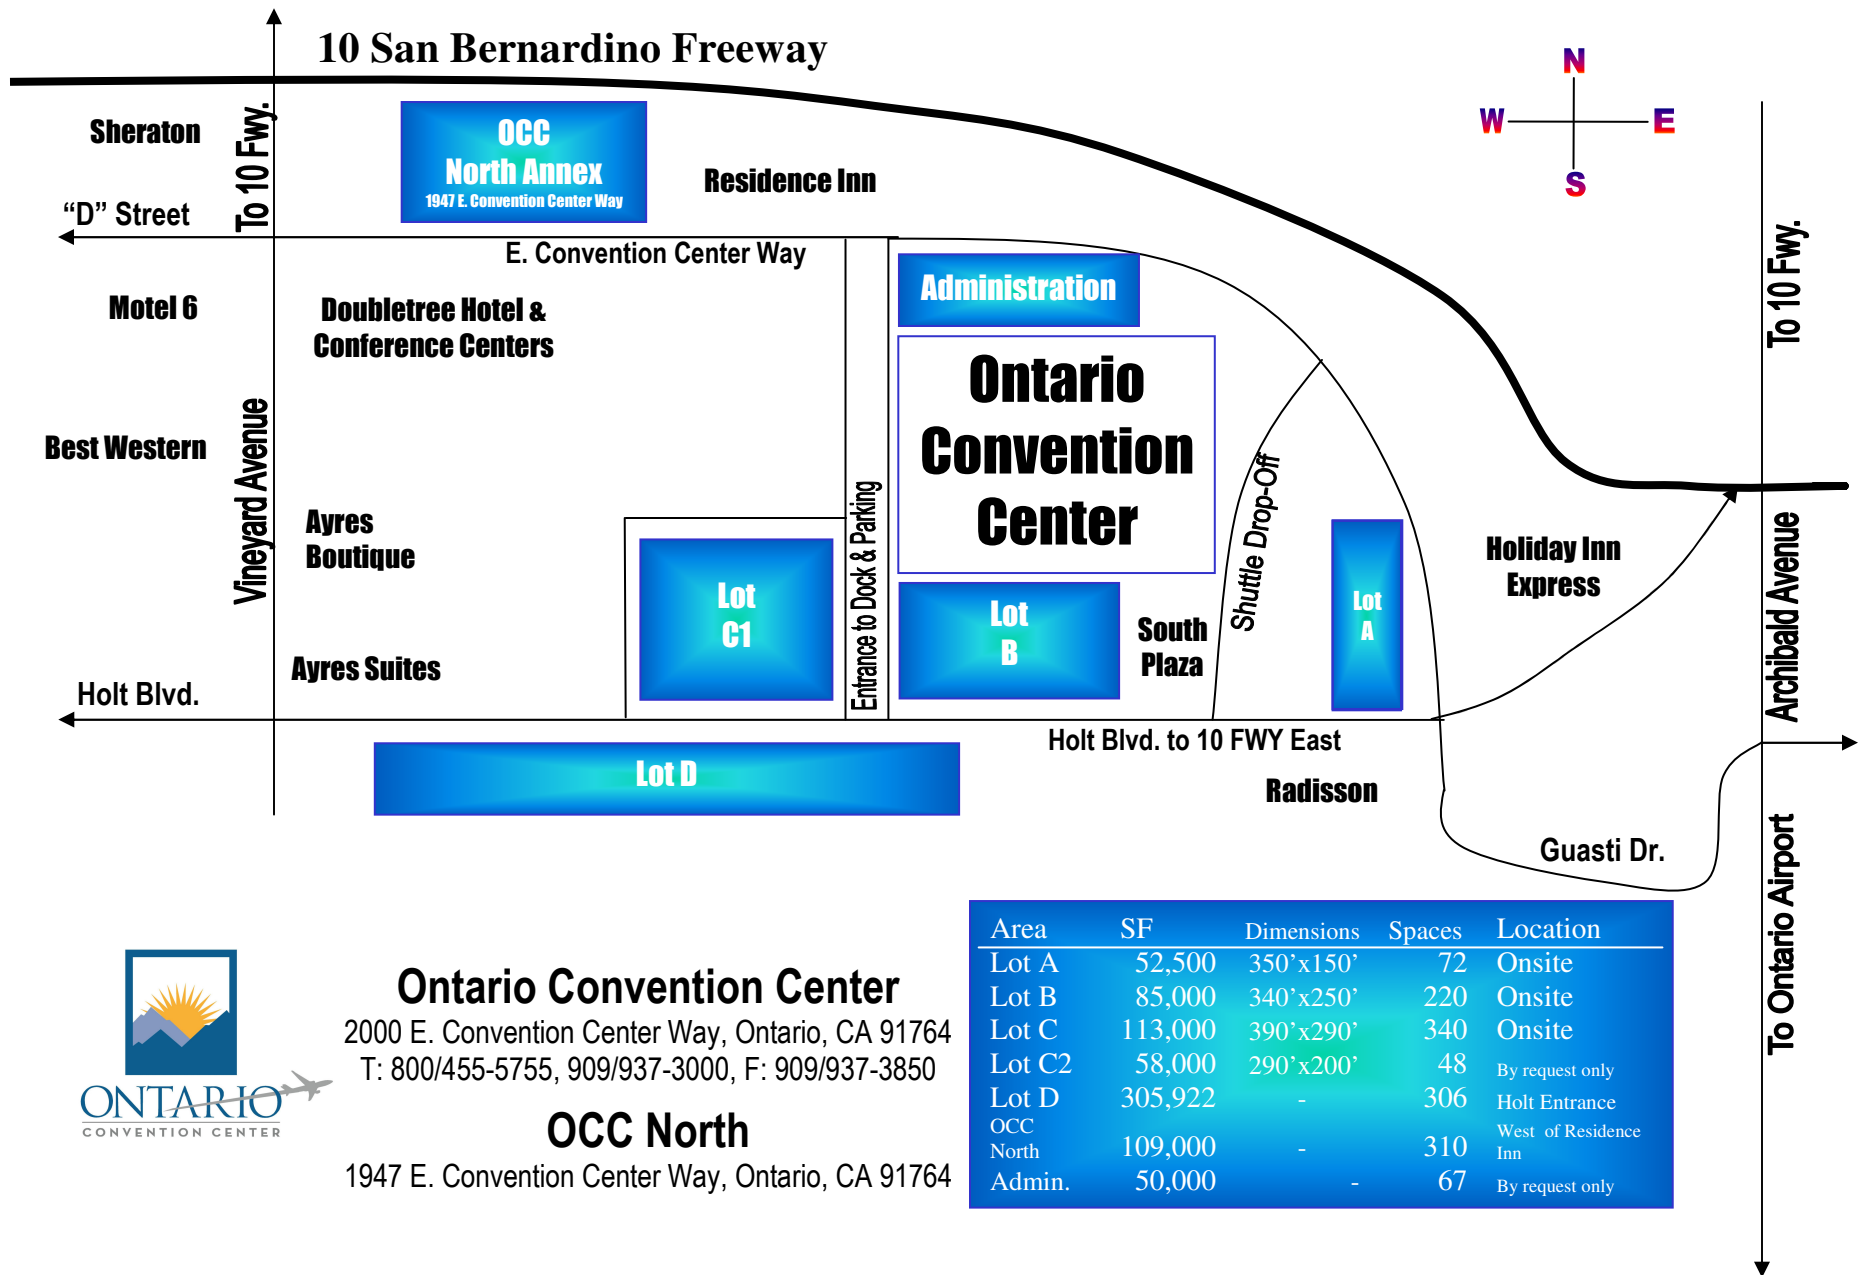 10 San Bernardino Freeway
N
W
E
S
Sheraton
To 10 Fwy.
OCC
North Annex
1947 E. Convention Center Way
Residence Inn
“D” Street
E. Convention Center Way
To 10 Fwy.
Motel 6
Doubletree Hotel &
Conference Centers
Administration
Ontario
Convention
Center
Best Western
Vineyard Avenue
Ayres
Boutique
Entrance to Dock & Parking
Shuttle Drop-Off
Holiday Inn
Express
Archibald Avenue
Lot
C1
Lot
B
South
Plaza
Lot
A
Ayres Suites
Holt Blvd.
Holt Blvd. to 10 FWY East
Lot D
Radisson
Guasti Dr.
To Ontario Airport
ONTARIO
CONVENTION CENTER
Ontario Convention Center
2000 E. Convention Center Way, Ontario, CA 91764
T: 800/455-5755, 909/937-3000, F: 909/937-3850
OCC North
1947 E. Convention Center Way, Ontario, CA 91764
Area SF Dimensions Spaces Location
Lot A 52,500 350’x150’ 72 Onsite
Lot B 85,000 340’x250’ 220 Onsite
Lot C 113,000 390’x290’ 340 Onsite
Lot C2 58,000 290’x200’ 48 By request only
Lot D 305,922 - 306 Holt Entrance
OCC West of Residence
North 109,000 - 310 Inn
Admin. 50,000 - 67 By request only